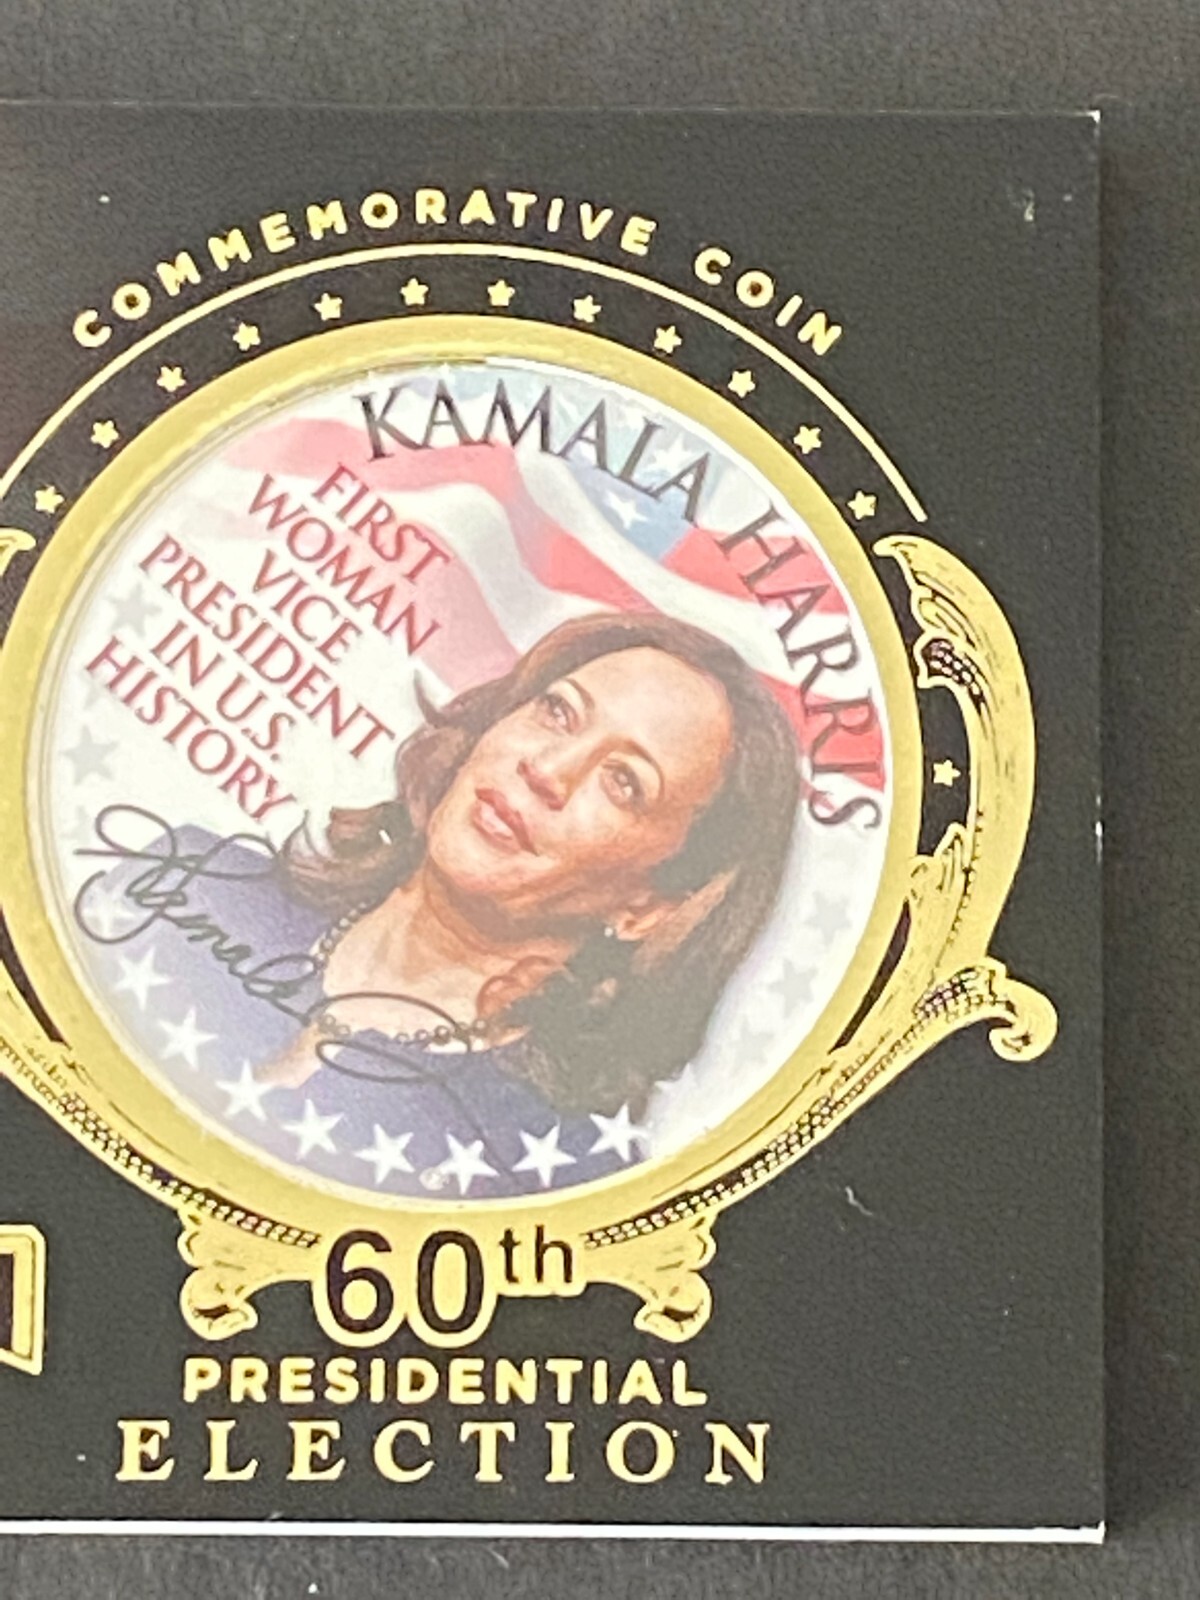 COMMEMORATIVE COIN
KAMALA HARRIS
FIRST
WOMAN
VICE
PRESIDENT
IN U.S.
HISTORY
60th
PRESIDENTIAL
ELECTION